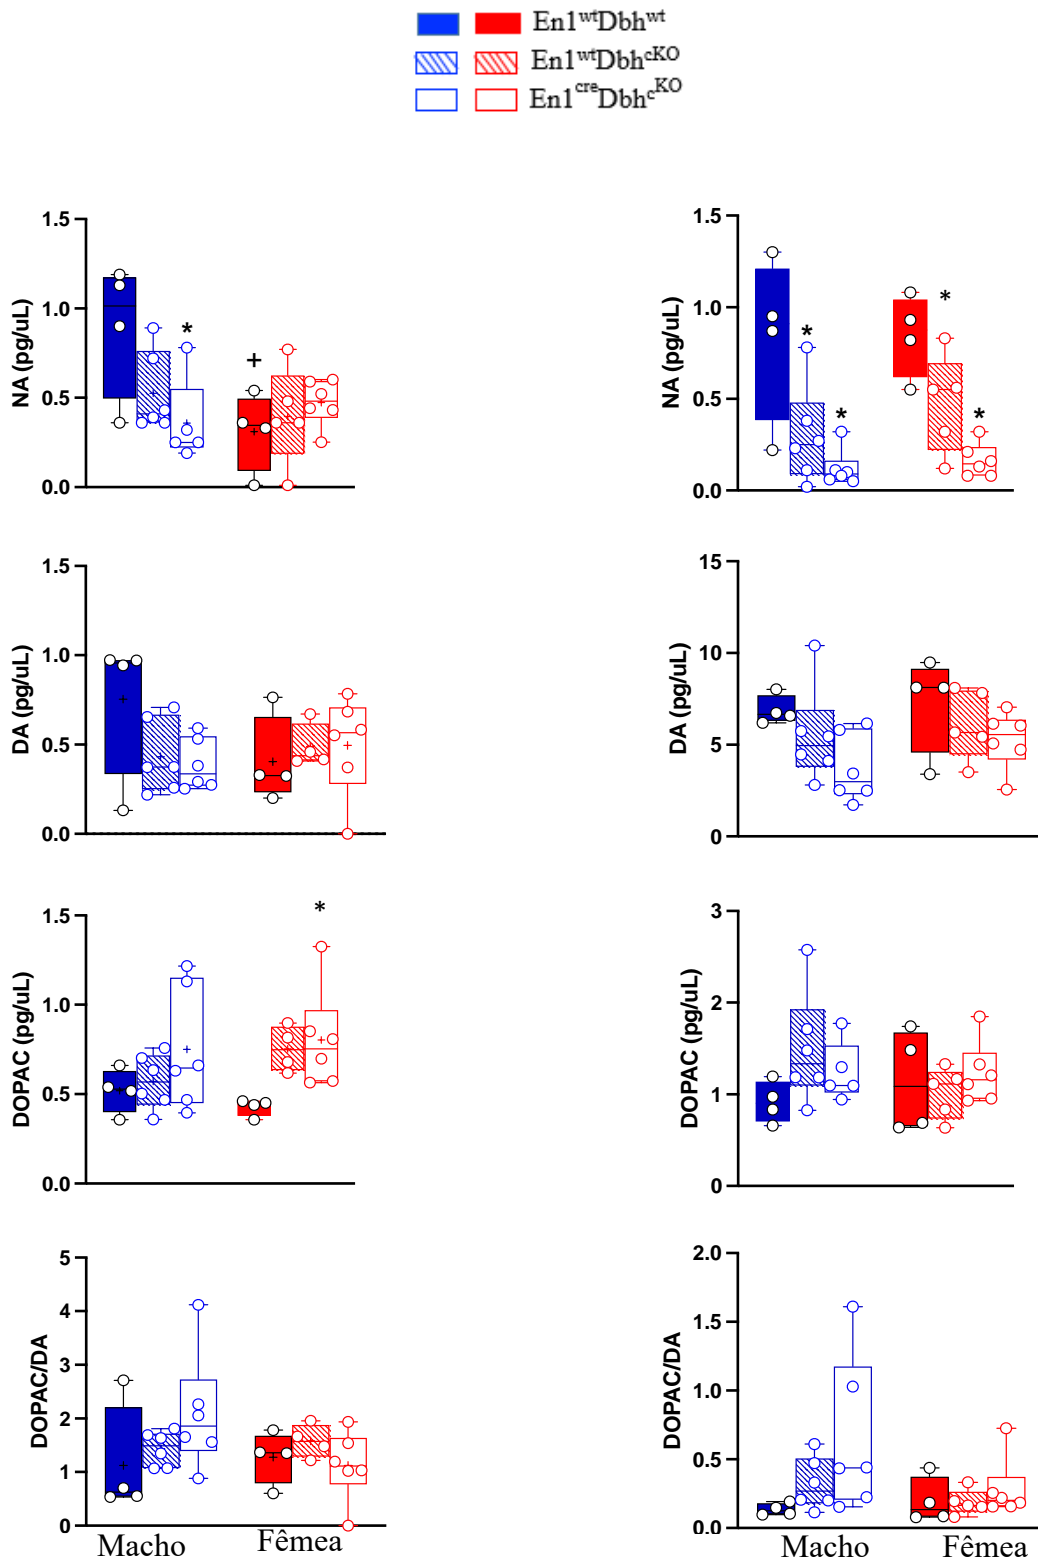 En1wtDbhwt
En1wtDbhcKO
En1creDbhcKO
NA (pg/uL)
1.5
1.0
0.5
0.0
*
+
NA (pg/uL)
1.5
1.0
0.5
0.0
*
*
*
*
DA (pg/uL)
1.5
1.0
0.5
0.0
DA (pg/uL)
15
10
5
0
DOPAC (pg/uL)
1.5
1.0
0.5
0.0
*
DOPAC (pg/uL)
3
2
1
0
DOPAC/DA
5
4
3
2
1
0
Macho
Fêmea
DOPAC/DA
2.0
1.5
1.0
0.5
0.0
Macho
Fêmea